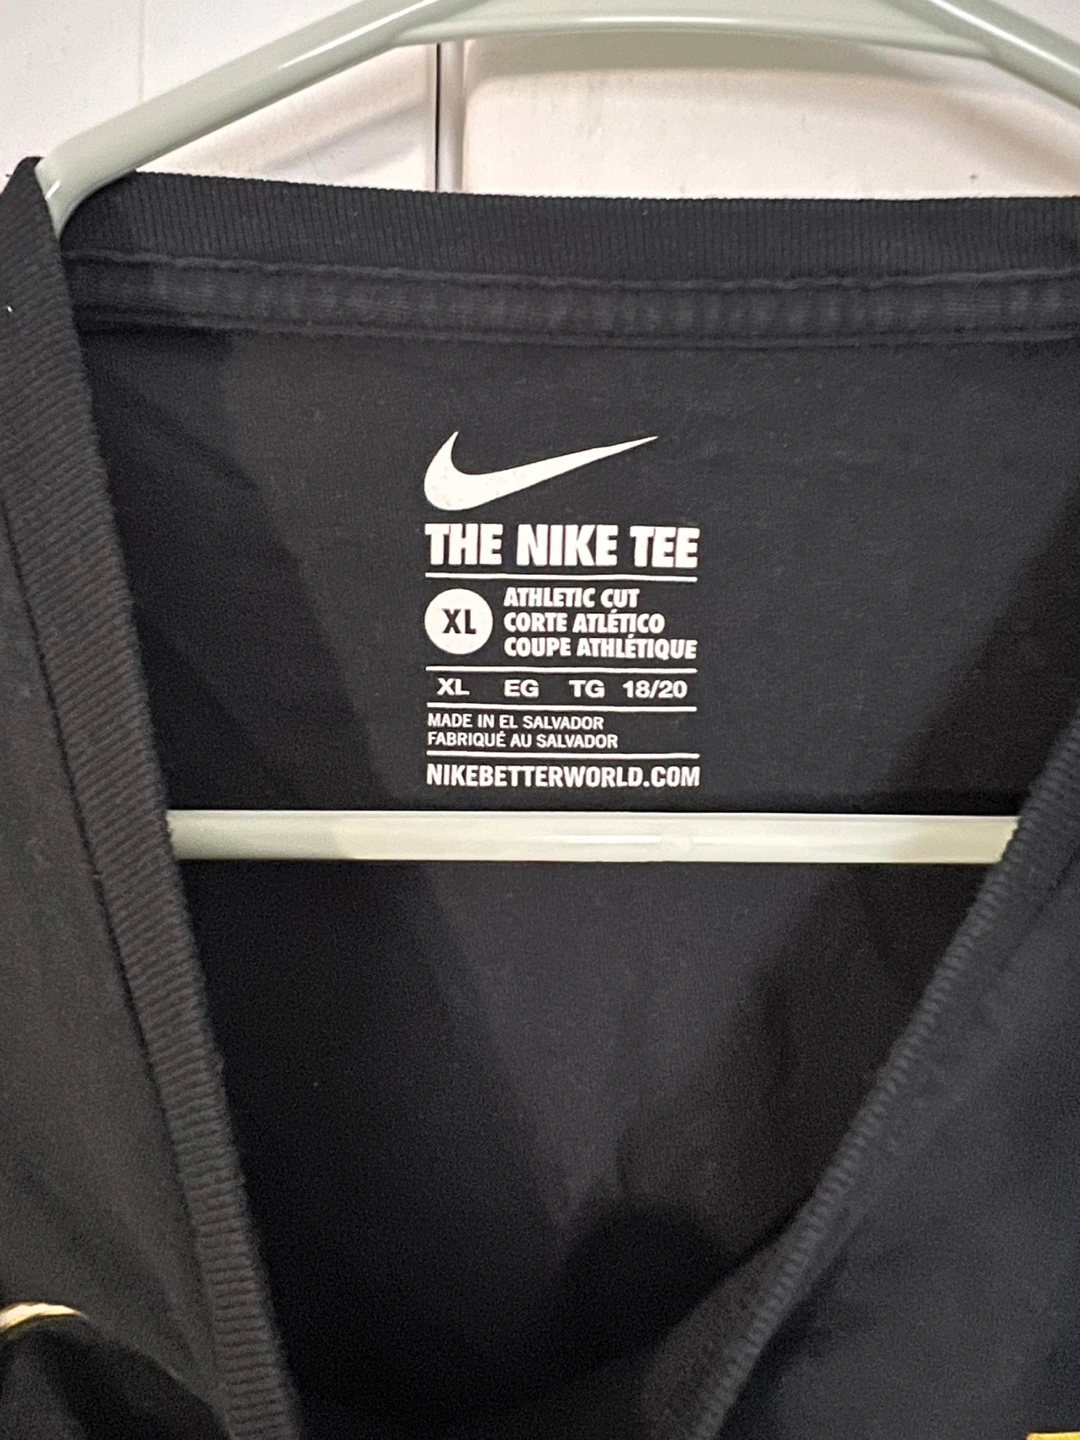 THE NIKE TEE
XL
ATHLETIC CUT
CORTE ATLÉTICO
COUPE ATHLÉTIQUE
XL EG TG 18/20
MADE IN EL SALVADOR
FABRIQUÉ AU SALVADOR
NIKEBETTERWORLD.COM